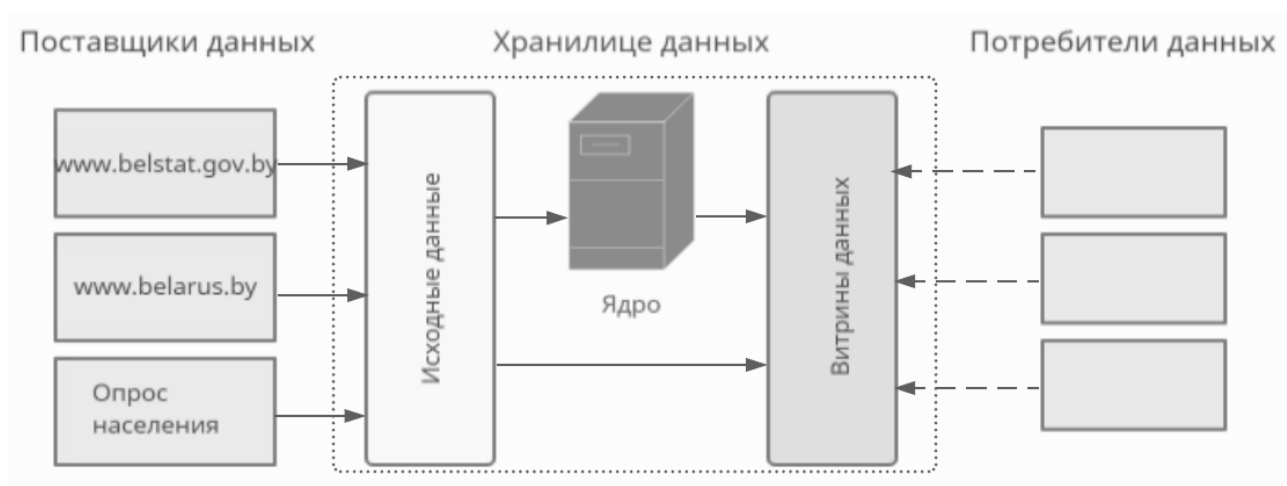 Поставщики данных
Хранилице данных
Потребители данных
www.belstat.gov.by
www.belarus.by
Опрос
населения
Исходные данные
Ядро
Витрины данных